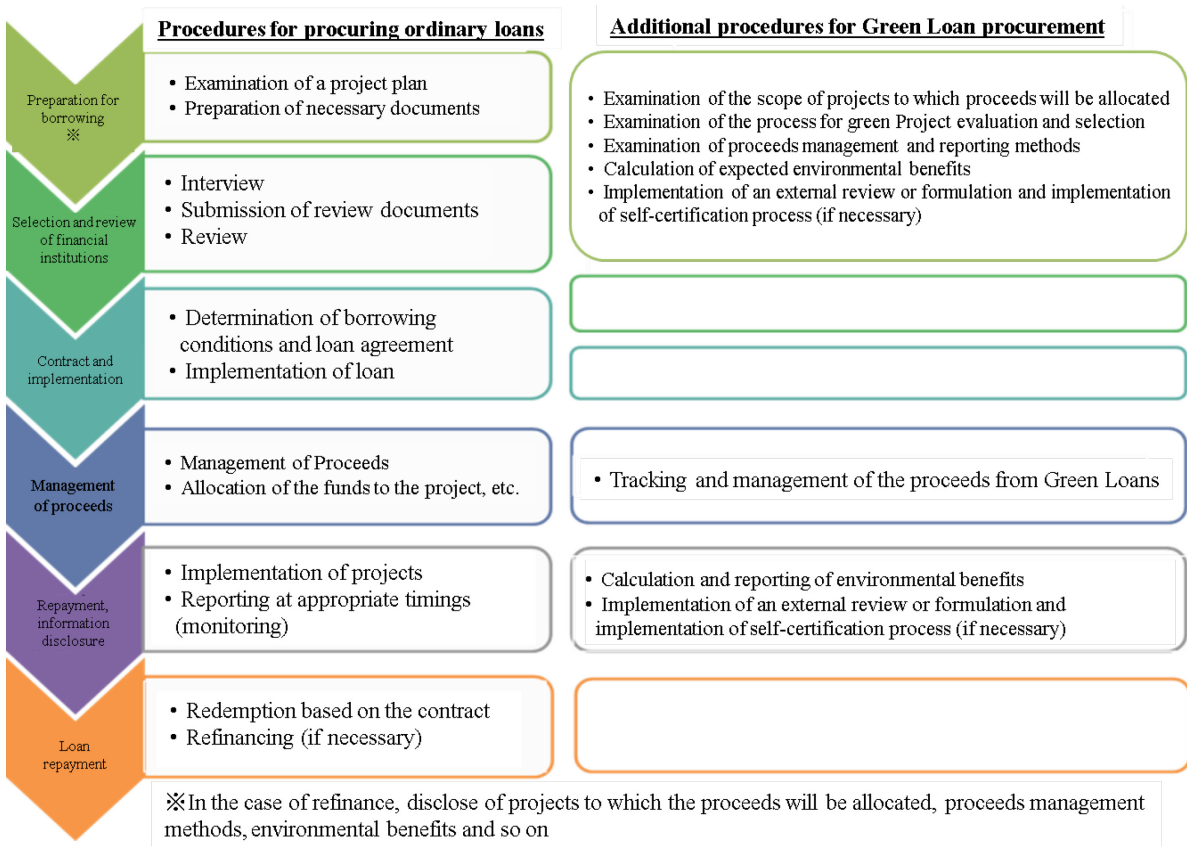 Procedures for procuring ordinary loans
Additional procedures for Green Loan procurement
Preparation for
borrowing
※
• Examination of a project plan
• Preparation of necessary documents
• Examination of the scope of projects to which proceeds will be allocated
• Examination of the process for green Project evaluation and selection
• Examination of proceeds management and reporting methods
• Calculation of expected environmental benefits
• Implementation of an external review or formulation and implementation
of self-certification process (if necessary)
Selection and review
of financial
institutions
• Interview
• Submission of review documents
• Review
Contract and
implementation
• Determination of borrowing
conditions and loan agreement
• Implementation of loan
Management
of proceeds
• Management of Proceeds
• Allocation of the funds to the project, etc.
• Tracking and management of the proceeds from Green Loans
Repayment,
information
disclosure
• Implementation of projects
• Reporting at appropriate timings
(monitoring)
• Calculation and reporting of environmental benefits
• Implementation of an external review or formulation and
implementation of self-certification process (if necessary)
Loan
repayment
• Redemption based on the contract
• Refinancing (if necessary)
※In the case of refinance, disclose of projects to which the proceeds will be allocated, proceeds management
methods, environmental benefits and so on